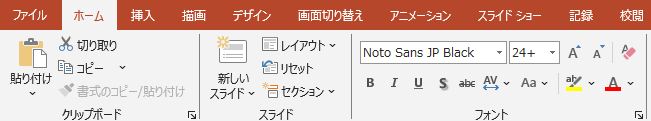 ファイル ホーム 挿入 描画 デザイン 画面切り替え アニメーション スライド ショー 記録 校閲
貼り付け
切り取り
コピー
書式のコピー/貼り付け
クリップボード
新しい
スライド
レイアウト
リセット
セクション
スライド
Noto Sans JP Black 24+ A A A
B I U S abc AV Aa ab A
フォント